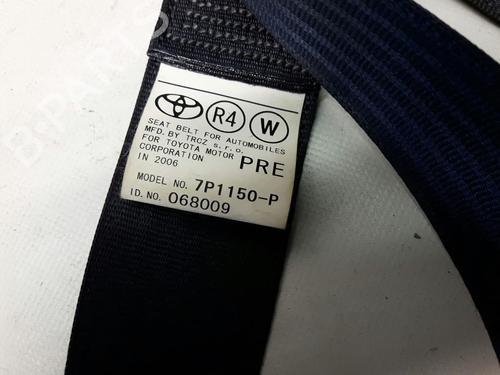 R4 W
SEAT BELT FOR AUTOMOBILES
MFD. BY TRCZ s.r.o.
FOR TOYOTA MOTOR
CORPORATION PRE
IN 2006
MODEL NO. 7P1150-P
ID. NO. 068009